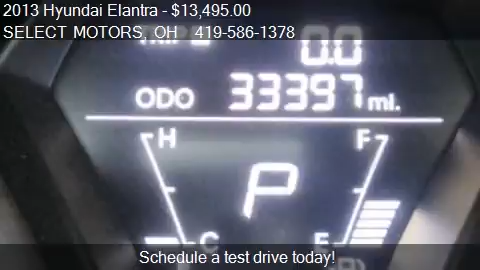 2013 Hyundai Elantra - $13,495.00
SELECT MOTORS, OH 419-586-1378
0.0
ODO 33397 mi.
H F
P
C E
Schedule a test drive today!